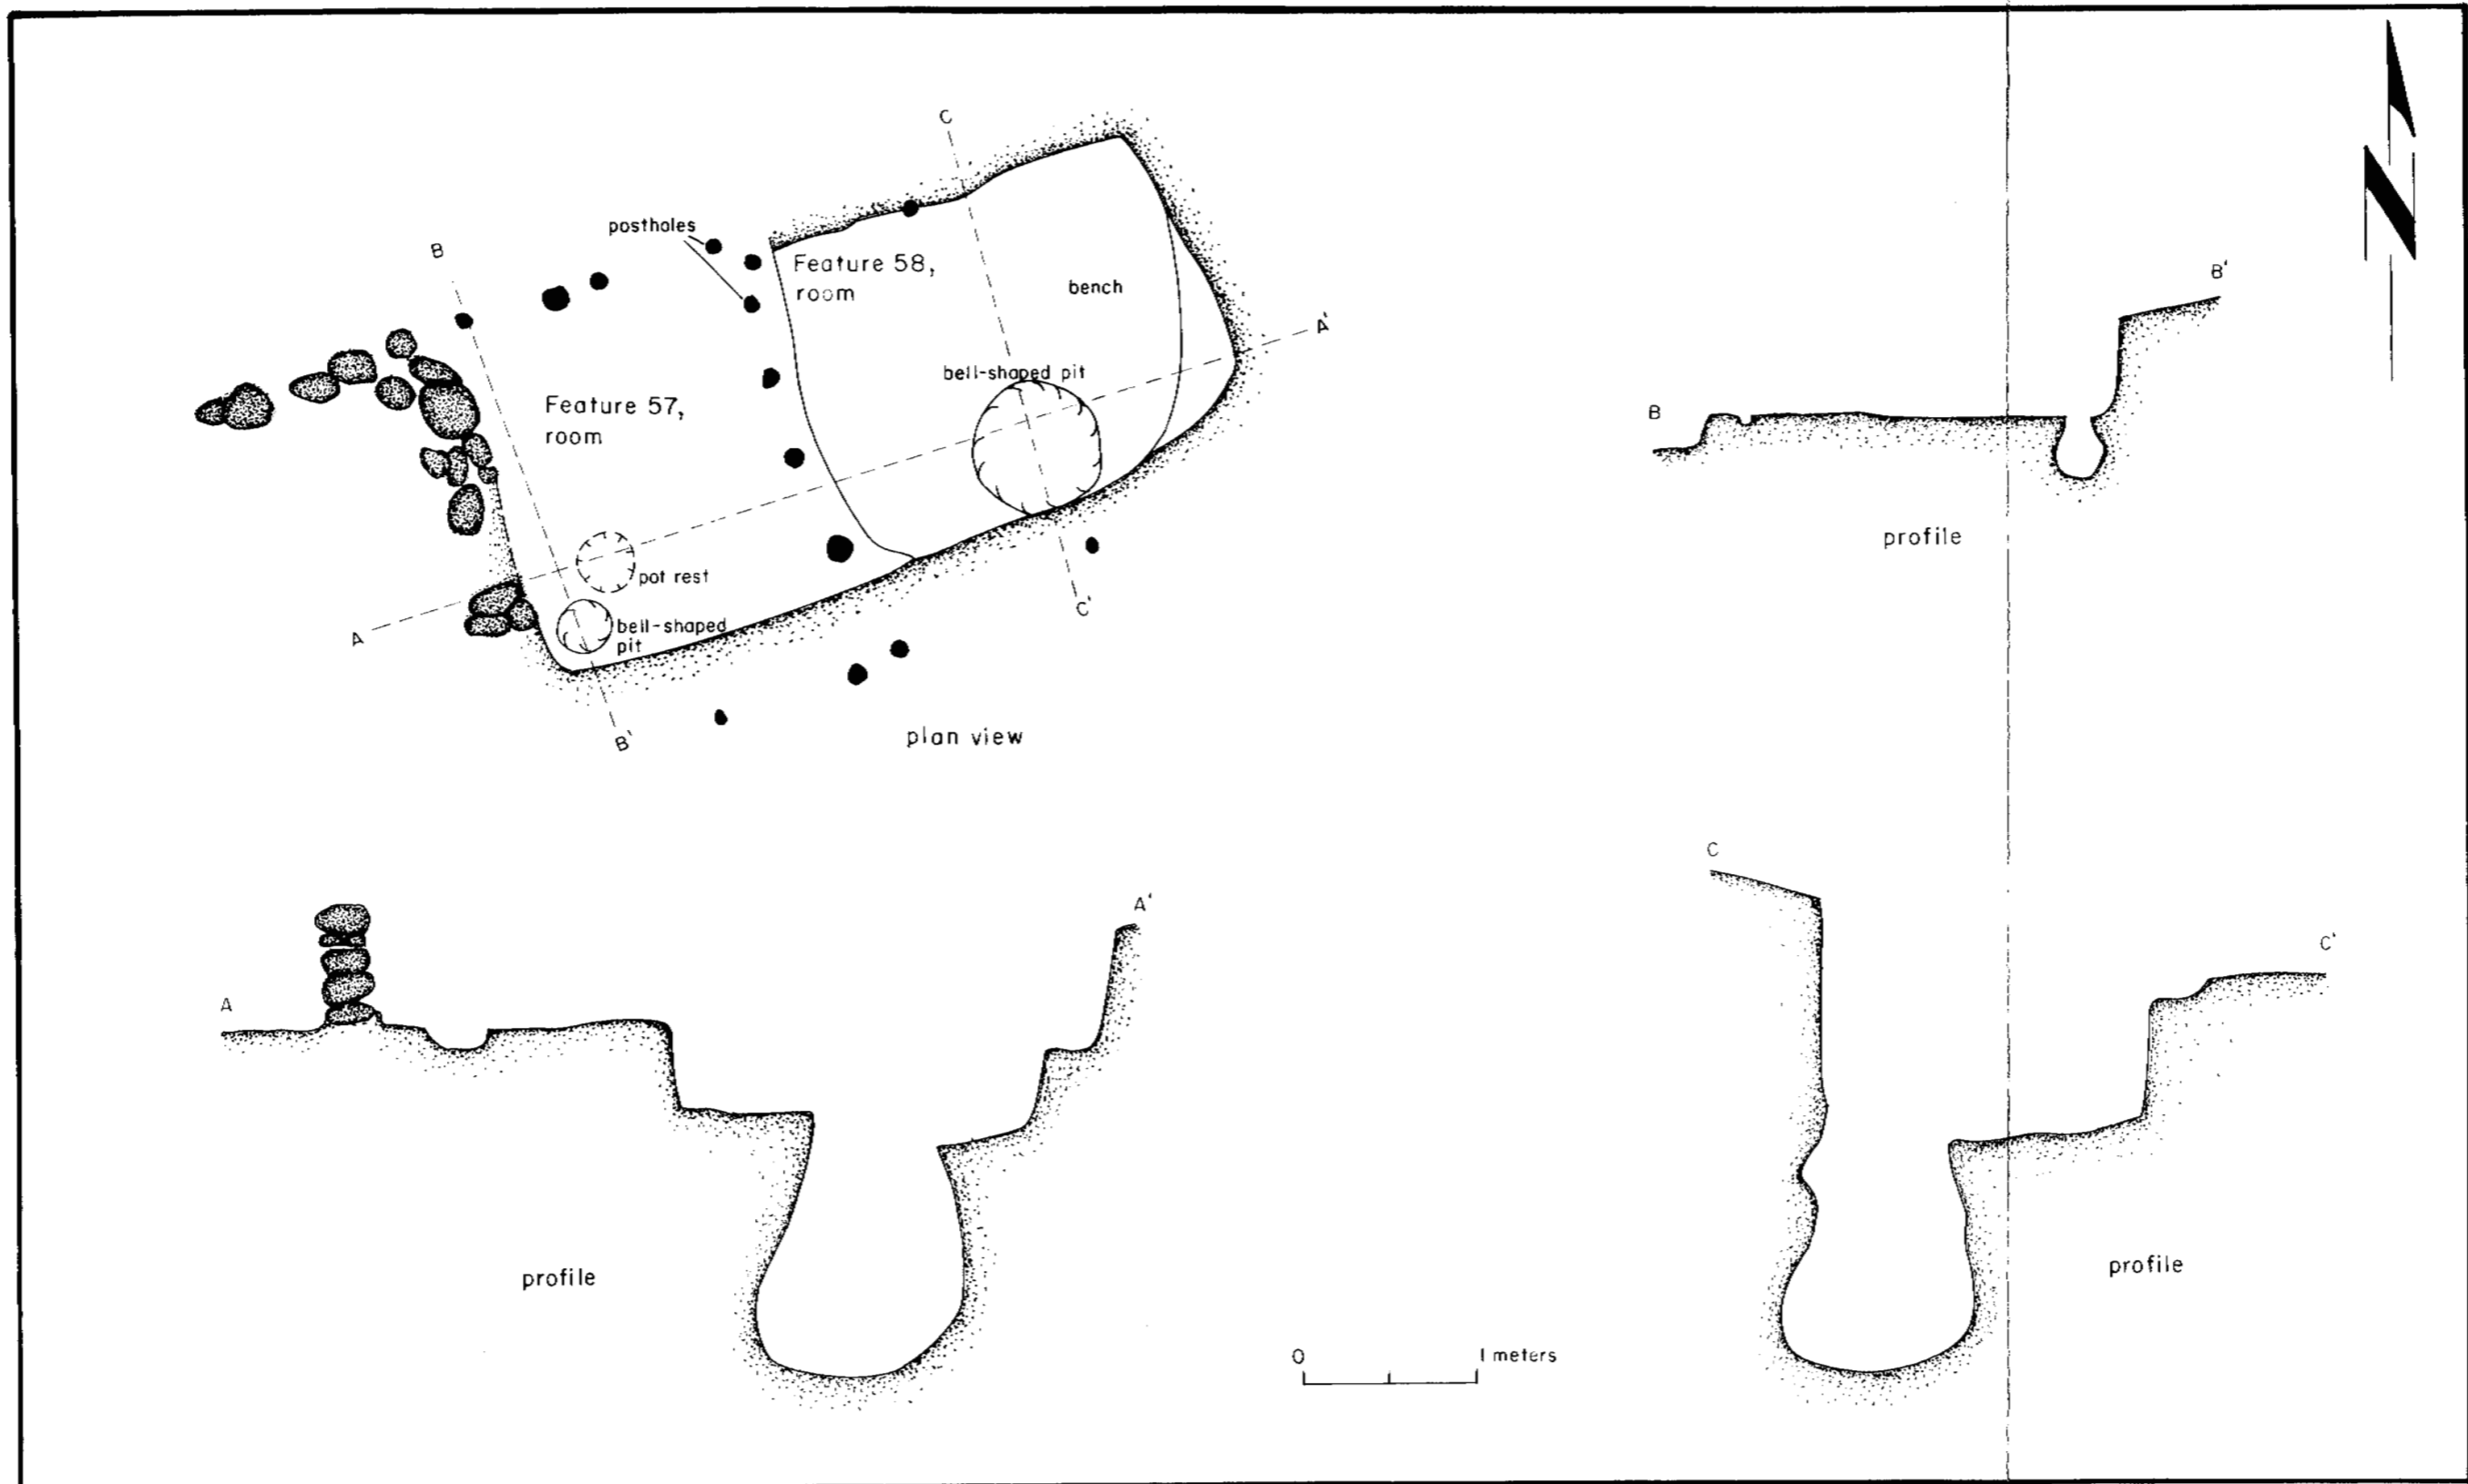 C
postholes
B
Feature 58,
room
bench
A'
bell-shaped pit
Feature 57,
room
pot rest
A
bell-shaped
pit
C'
B'
plan view
N
B'
B
profile
A'
A
profile
C
C'
profile
0 1 meters